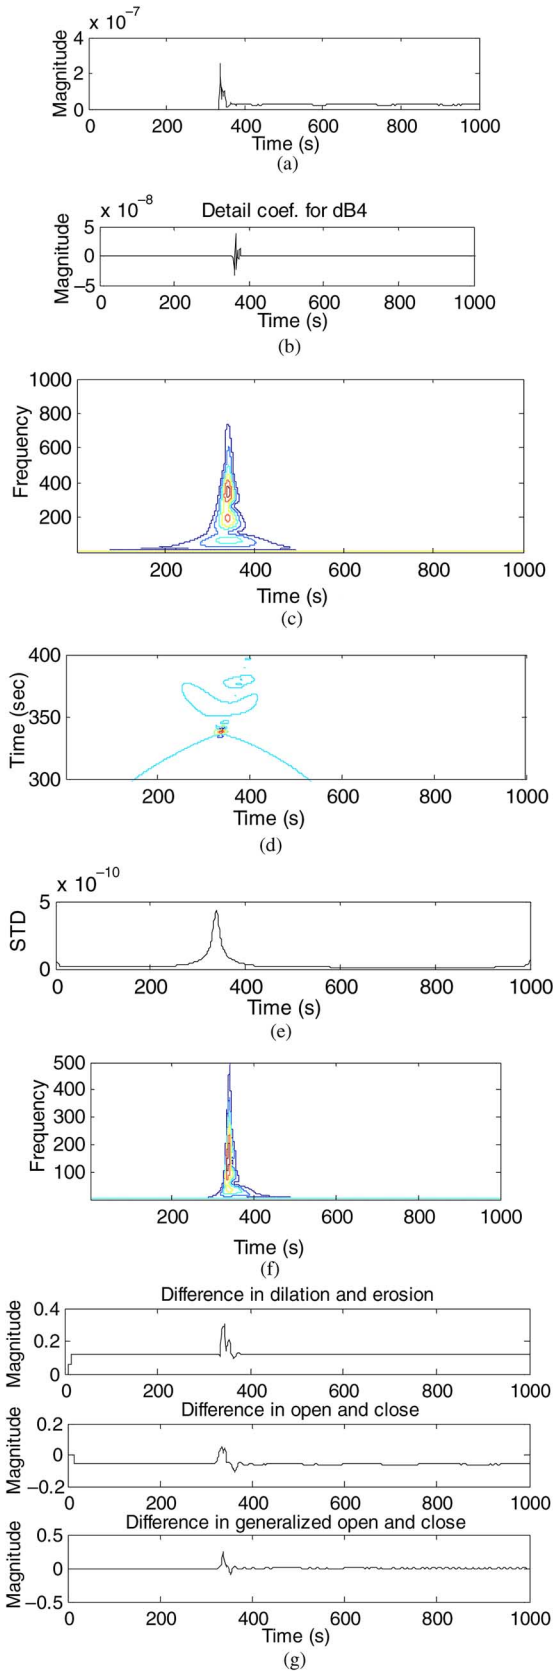 x 10−7
4
2
0
Magnitude
0 200 400 600 800 1000
Time (s)
(a)
x 10−8
Detail coef. for dB4
5
0
−5
Magnitude
0 200 400 600 800 1000
Time (s)
(b)
1000
800
600
400
200
Frequency
200 400 600 800 1000
Time (s)
(c)
400
350
300
Time (sec)
200 400 600 800 1000
Time (s)
(d)
x 10−10
5
0
STD
0 200 400 600 800 1000
Time (s)
(e)
500
400
300
200
100
Frequency
200 400 600 800 1000
Time (s)
(f)
Difference in dilation and erosion
0.4
0.2
0
Magnitude
0 200 400 600 800 1000
Difference in open and close
0.2
0
−0.2
Magnitude
0 200 400 600 800 1000
Difference in generalized open and close
0.5
0
−0.5
Magnitude
0 200 400 600 800 1000
Time (s)
(g)